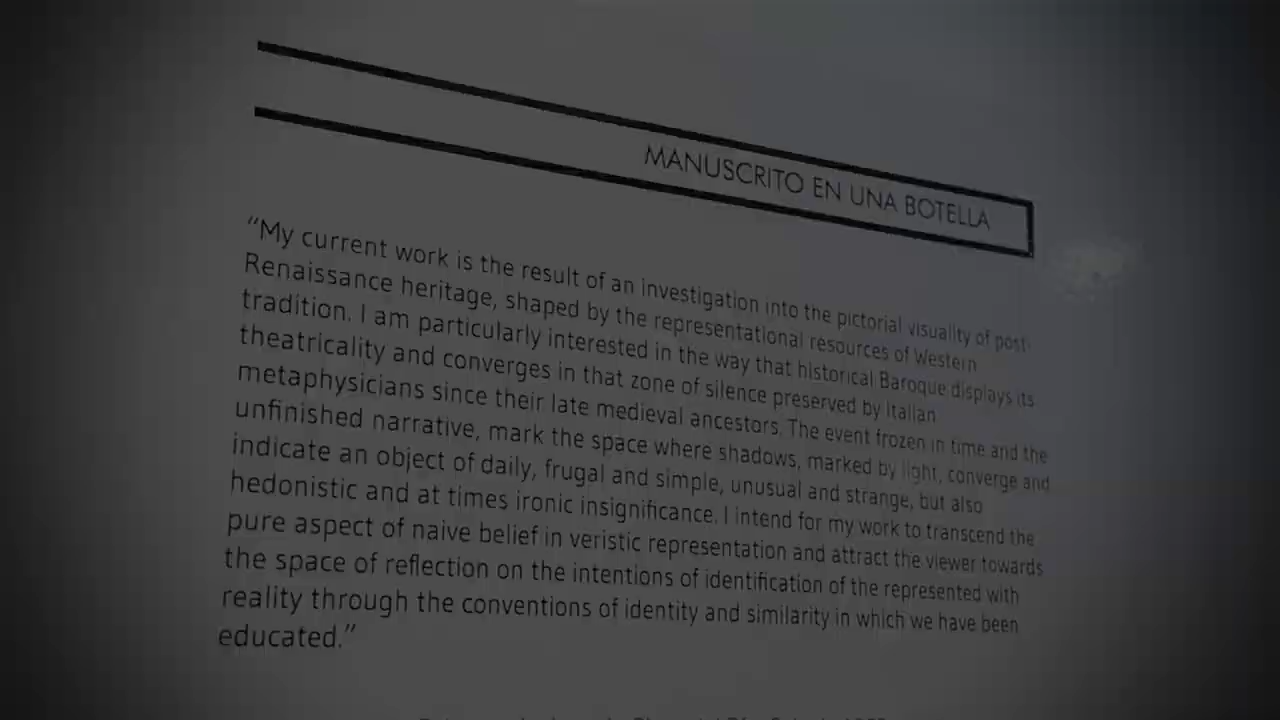 MANUSCRITO EN UNA BOTELLA
“My current work is the result of an investigation into the pictorial visuality of post-
Renaissance heritage, shaped by the representational resources of Western
tradition. I am particularly interested in the way that historical Baroque displays its
theatricality and converges in that zone of silence preserved by Italian
metaphysicians since their late medieval ancestors. The event frozen in time and the
unfinished narrative, mark the space where shadows, marked by light, converge and
indicate an object of daily, frugal and simple, unusual and strange, but also
hedonistic and at times ironic insignificance. I intend for my work to transcend the
pure aspect of naive belief in veristic representation and attract the viewer towards
the space of reflection on the intentions of identification of the represented with
reality through the conventions of identity and similarity in which we have been
educated.”